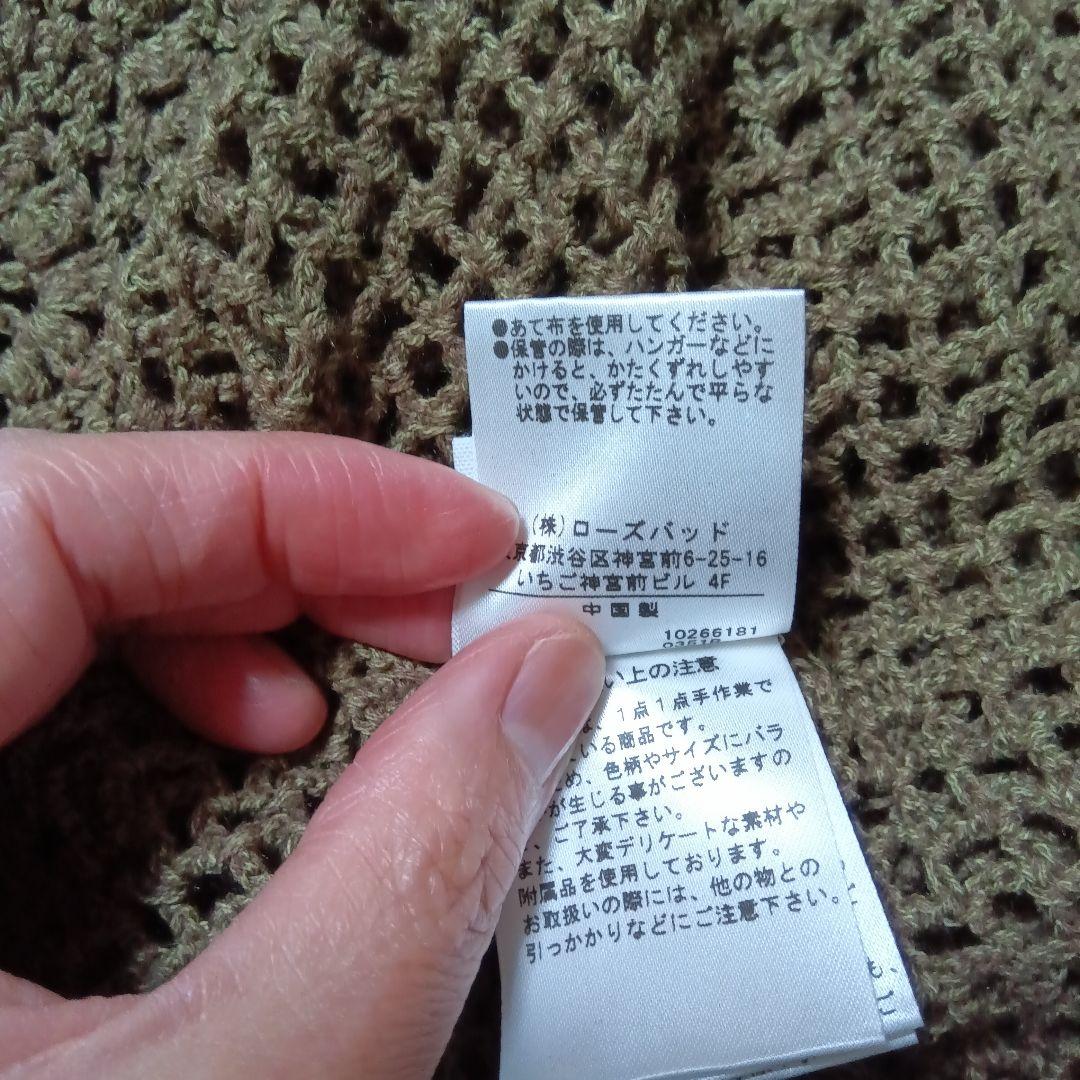 ●あて布を使用してください。
●保管の際は、ハンガーなどに
かけると、かたくずれしやす
いので、必ずたたんで平らな
状態で保管して下さい。
(株)ローズバッド
京都渋谷区神宮前6-25-16
いちご神宮前ビル 4F
中国製
10266181
い上の注意
1点1点手作業で
いる商品です。
め、色柄やサイズにバラ
が生じる事がございますの
、ご了承下さい。
また、大変デリケートな素材や
附属品を使用しております。
お取扱いの際には、他の物との
引っかかりなどにご注意下さい。
も、
ご